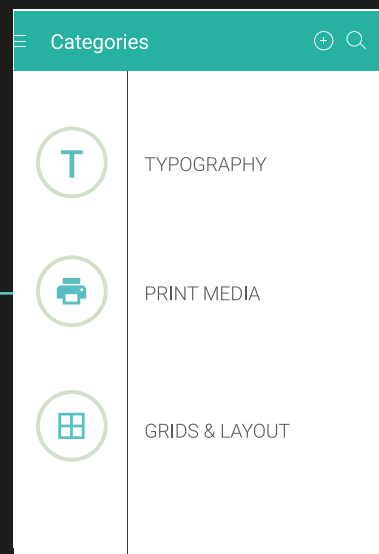 Categories
T
TYPOGRAPHY
PRINT MEDIA
GRIDS & LAYOUT